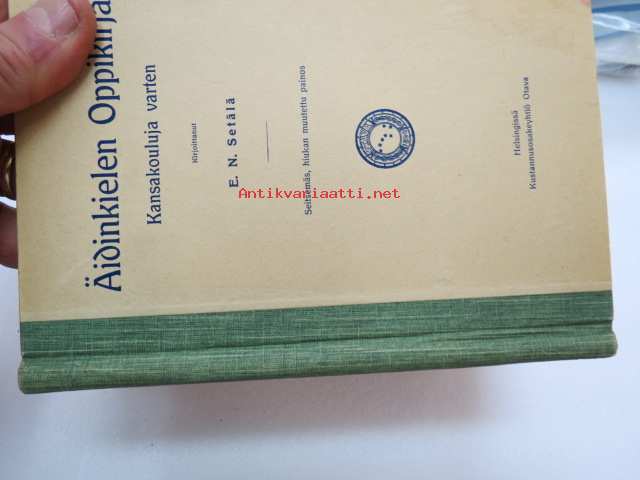 Äidinkielen Oppikirja
Kansakouluja varten
Kirjoittanut
E. N. Setälä
Seitsemäs, hiukan muutettu painos
Helsingissä
Kustannusosakeyhtiö Otava
Antikvariaatti.net